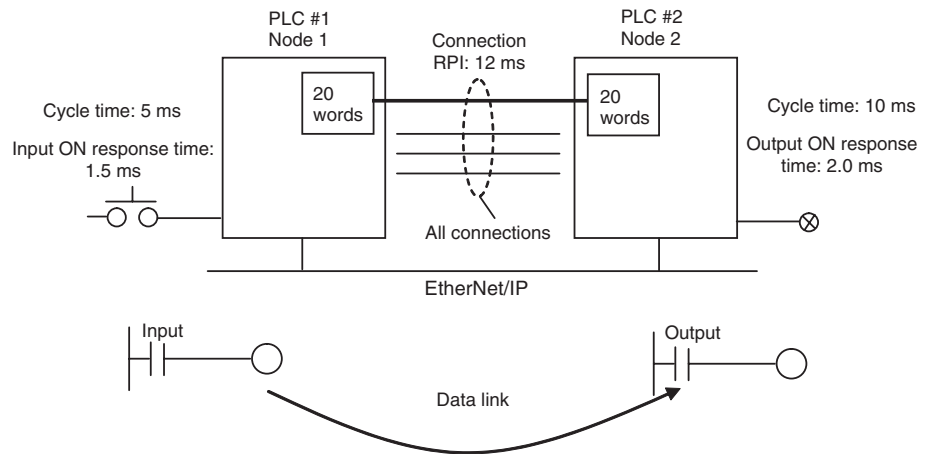 PLC #1
Node 1
Connection
RPI: 12 ms
PLC #2
Node 2
20
words
20
words
Cycle time: 5 ms
Input ON response time:
1.5 ms
Cycle time: 10 ms
Output ON response
time: 2.0 ms
All connections
EtherNet/IP
Input
Output
Data link